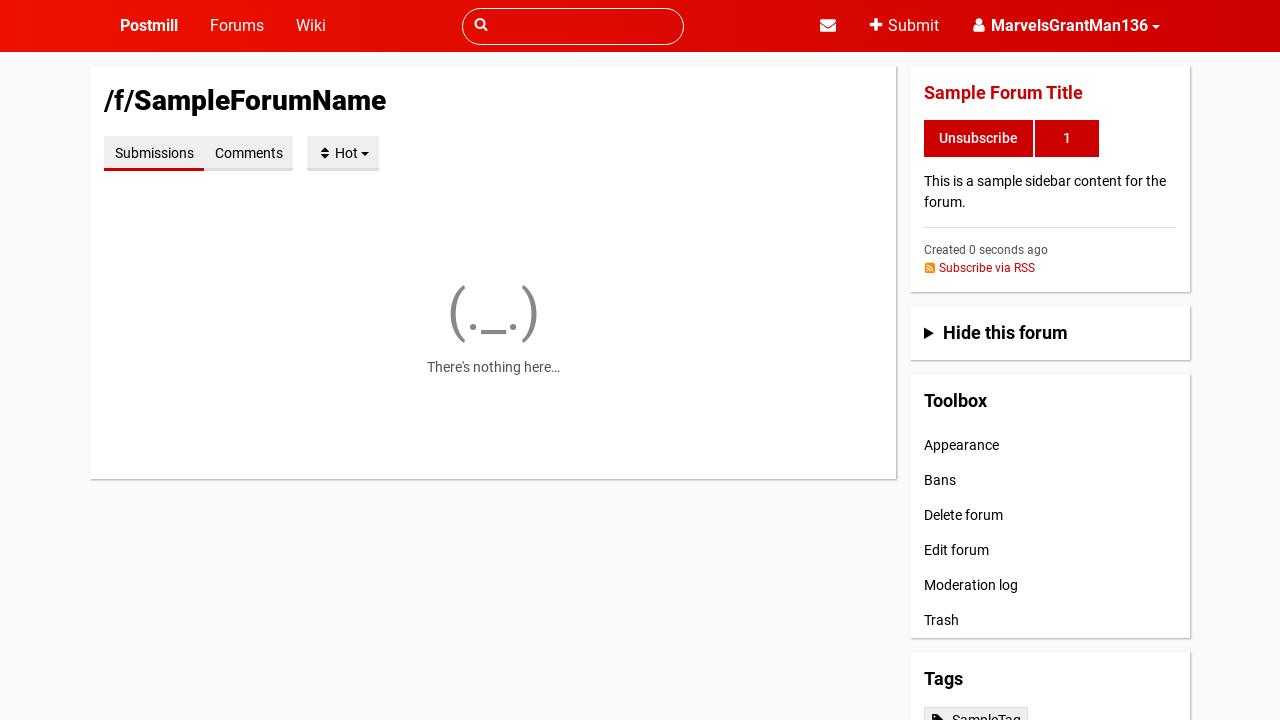 Postmill Forums Wiki Submit MarvelsGrantMan136
/f/SampleForumName
Submissions Comments Hot
(._.)
There's nothing here…
Sample Forum Title
Unsubscribe 1
This is a sample sidebar content for the
forum.
Created 0 seconds ago
Subscribe via RSS
Hide this forum
Toolbox
Appearance
Bans
Delete forum
Edit forum
Moderation log
Trash
Tags
SampleTag